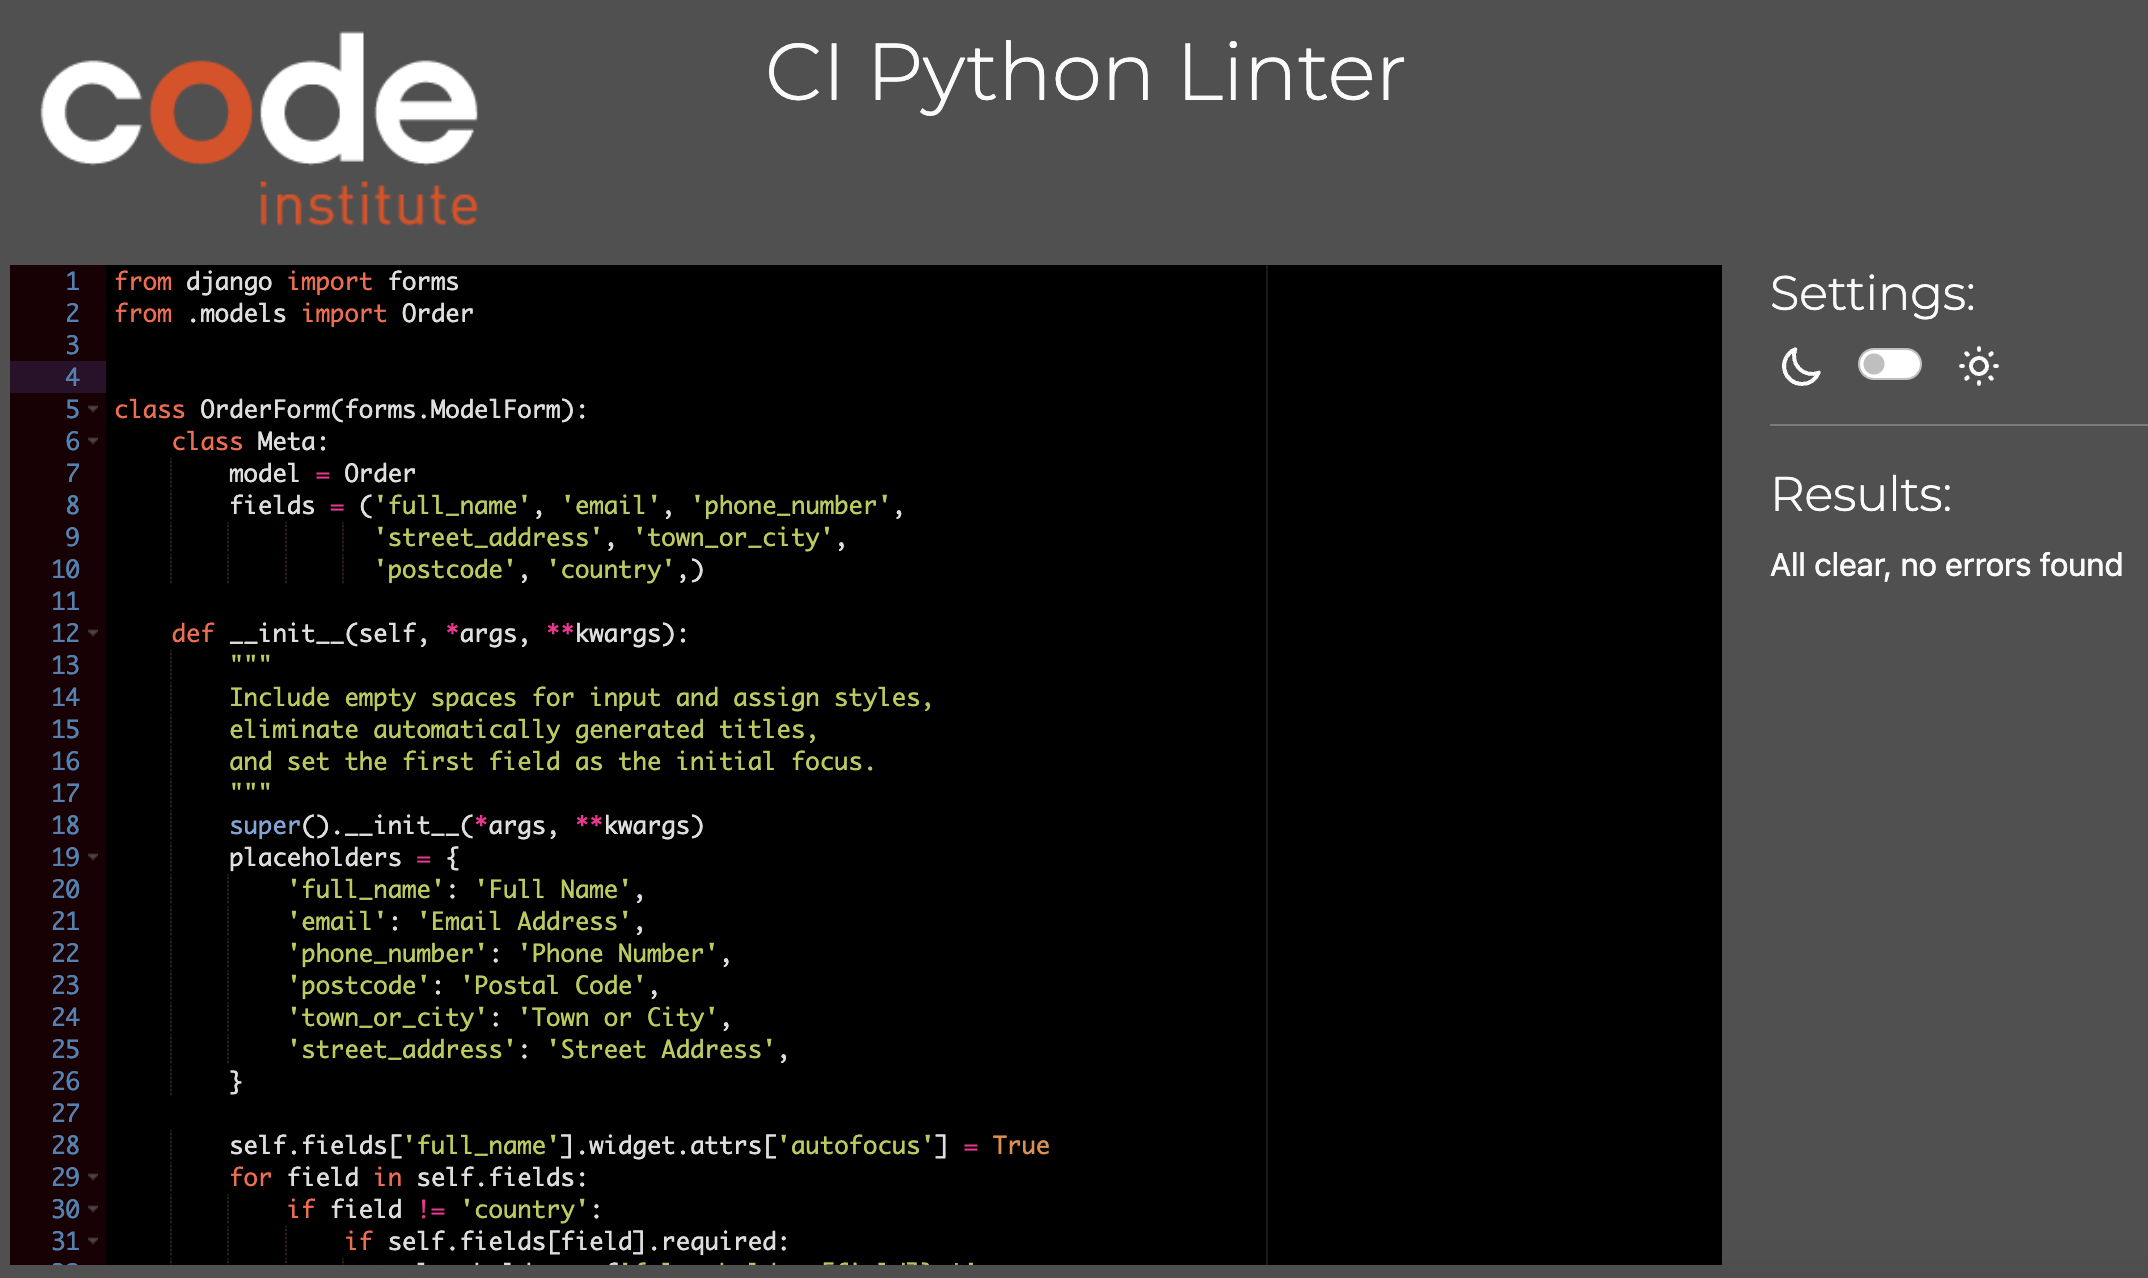 code
institute
CI Python Linter
1 from django import forms
2 from .models import Order
3
4
5 class OrderForm(forms.ModelForm):
6     class Meta:
7         model = Order
8         fields = ('full_name', 'email', 'phone_number',
9                   'street_address', 'town_or_city',
10                   'postcode', 'country',)
11
12     def __init__(self, *args, **kwargs):
13         """
14         Include empty spaces for input and assign styles,
15         eliminate automatically generated titles,
16         and set the first field as the initial focus.
17         """
18         super().__init__(*args, **kwargs)
19         placeholders = {
20             'full_name': 'Full Name',
21             'email': 'Email Address',
22             'phone_number': 'Phone Number',
23             'postcode': 'Postal Code',
24             'town_or_city': 'Town or City',
25             'street_address': 'Street Address',
26         }
27
28         self.fields['full_name'].widget.attrs['autofocus'] = True
29         for field in self.fields:
30             if field != 'country':
31                 if self.fields[field].required:
Settings:
Results:
All clear, no errors found